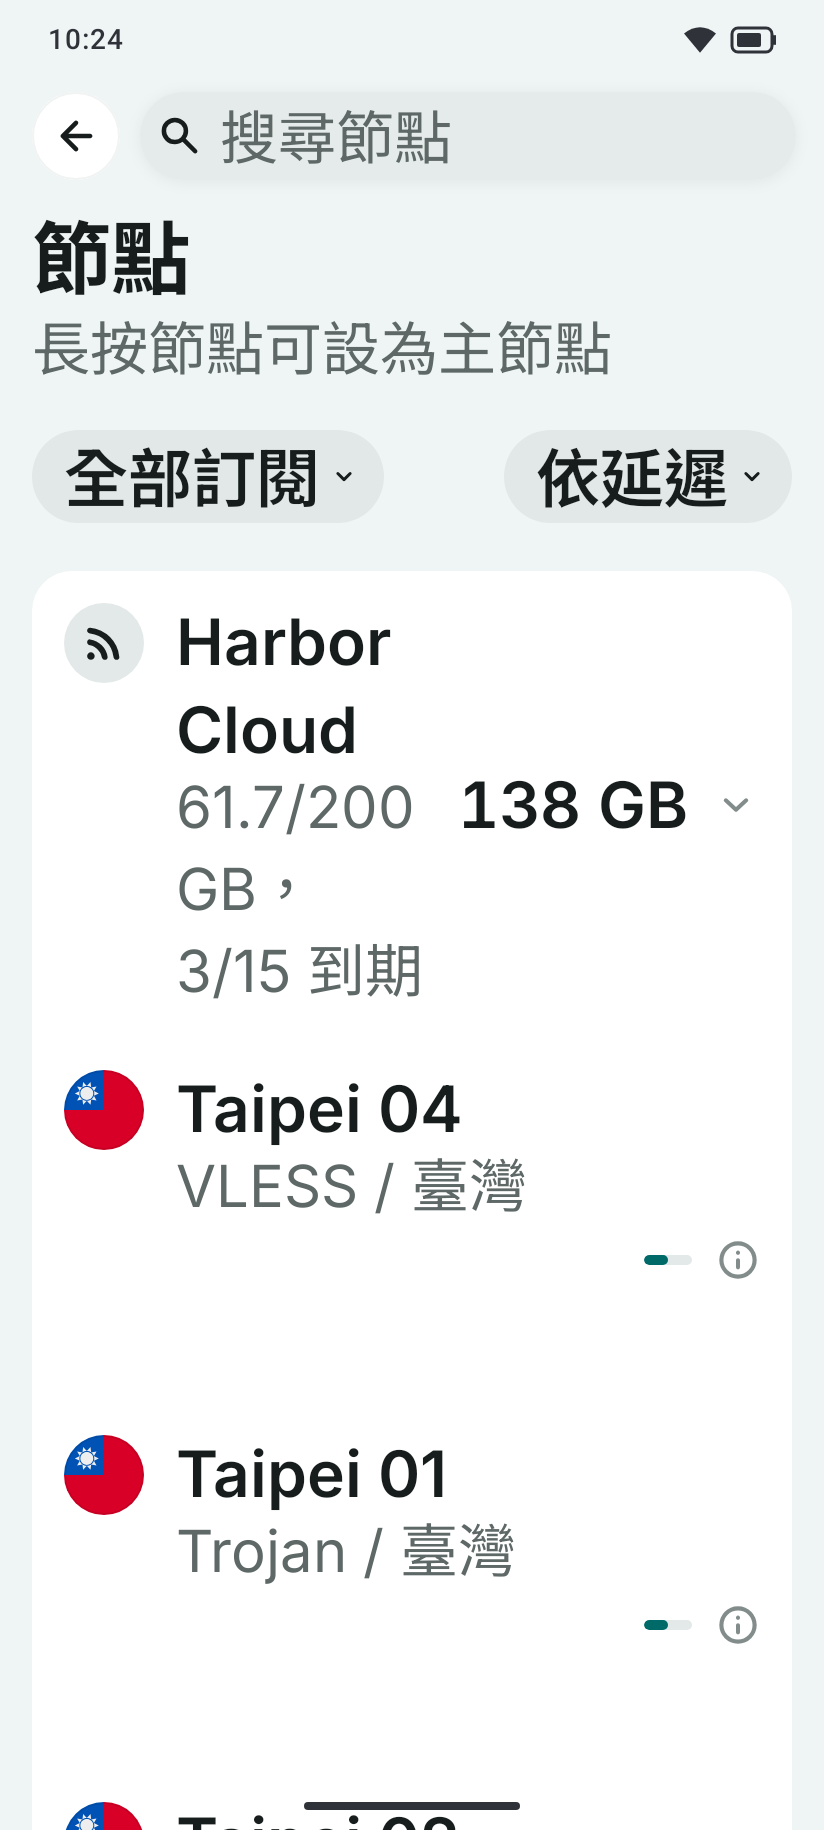 10:24
搜尋節點
節點
長按節點可設為主節點
全部訂閱
依延遲
Harbor
Cloud
61.7/200
GB，
3/15 到期
138 GB
Taipei 04
VLESS / 臺灣
Taipei 01
Trojan / 臺灣